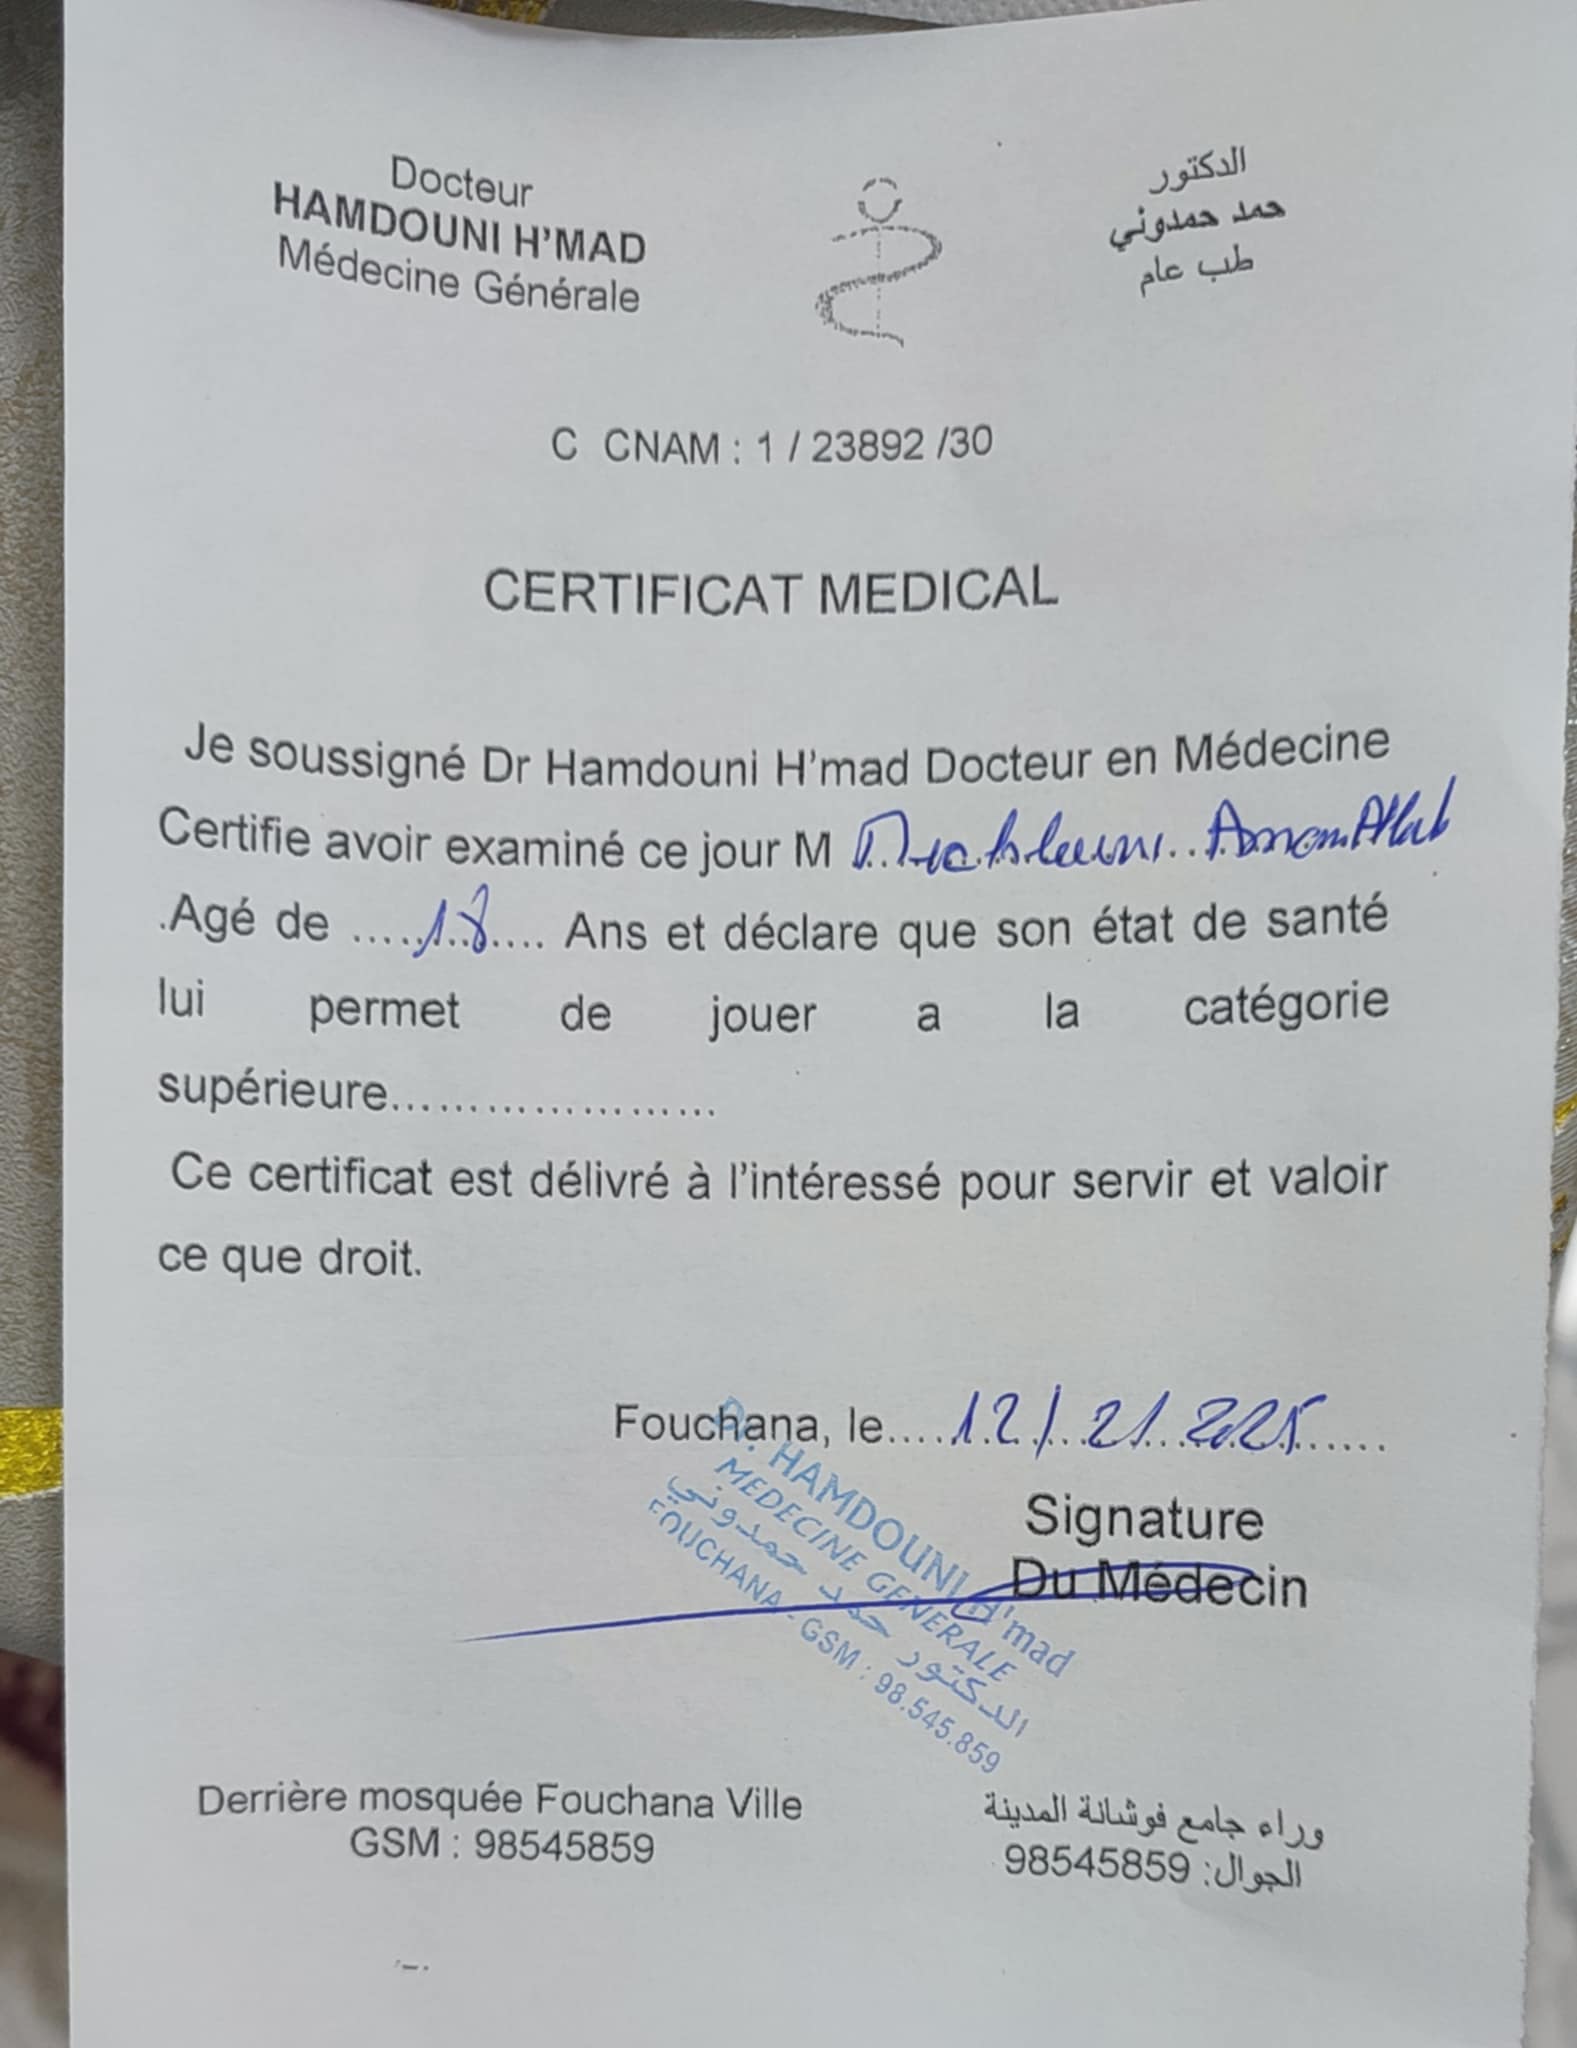 Docteur
HAMDOUNI H'MAD
Médecine Générale
الدكتور
حمد حمدوني
طب عام
C CNAM : 1 / 23892 /30
CERTIFICAT MEDICAL
Je soussigné Dr Hamdouni H'mad Docteur en Médecine
Certifie avoir examiné ce jour M
.Agé de ....18.... Ans et déclare que son état de santé
lui permet de jouer a la catégorie
supérieure.....................
Ce certificat est délivré à l'intéressé pour servir et valoir
ce que droit.
Fouchana, le....12/.21.2025......
Signature
Du Médecin
Dr. HAMDOUNI H'mad
MEDECINE GENERALE
الدكتور حمد حمدوني
FOUCHANA - GSM : 98.545.859
Derrière mosquée Fouchana Ville
GSM : 98545859
وراء جامع فوشانة المدينة
الجوال: 98545859